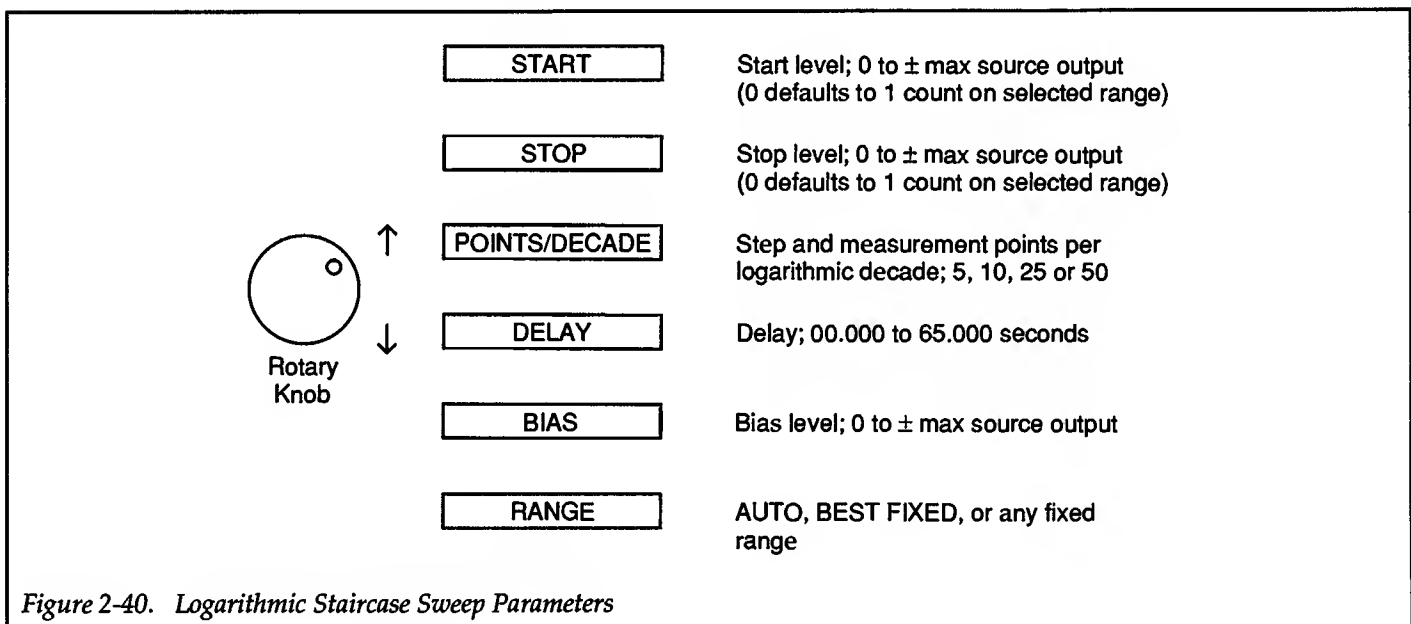 START
Start level; 0 to ± max source output
(0 defaults to 1 count on selected range)
STOP
Stop level; 0 to ± max source output
(0 defaults to 1 count on selected range)
↑
POINTS/DECADE
Step and measurement points per
logarithmic decade; 5, 10, 25 or 50
↓
DELAY
Delay; 00.000 to 65.000 seconds
Rotary
Knob
BIAS
Bias level; 0 to ± max source output
RANGE
AUTO, BEST FIXED, or any fixed
range
Figure 2-40. Logarithmic Staircase Sweep Parameters